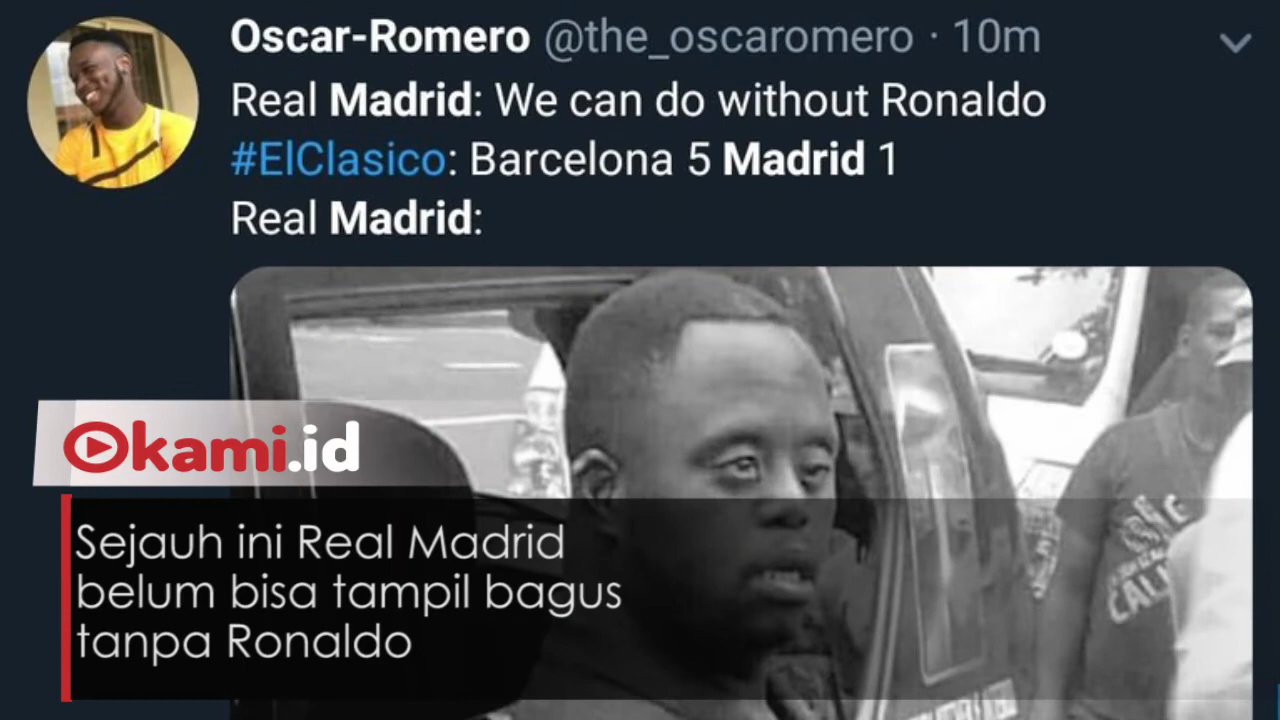 Oscar-Romero @the_oscaromero · 10m
Real Madrid: We can do without Ronaldo
#ElClasico: Barcelona 5 Madrid 1
Real Madrid:
Okami.id
Sejauh ini Real Madrid
belum bisa tampil bagus
tanpa Ronaldo